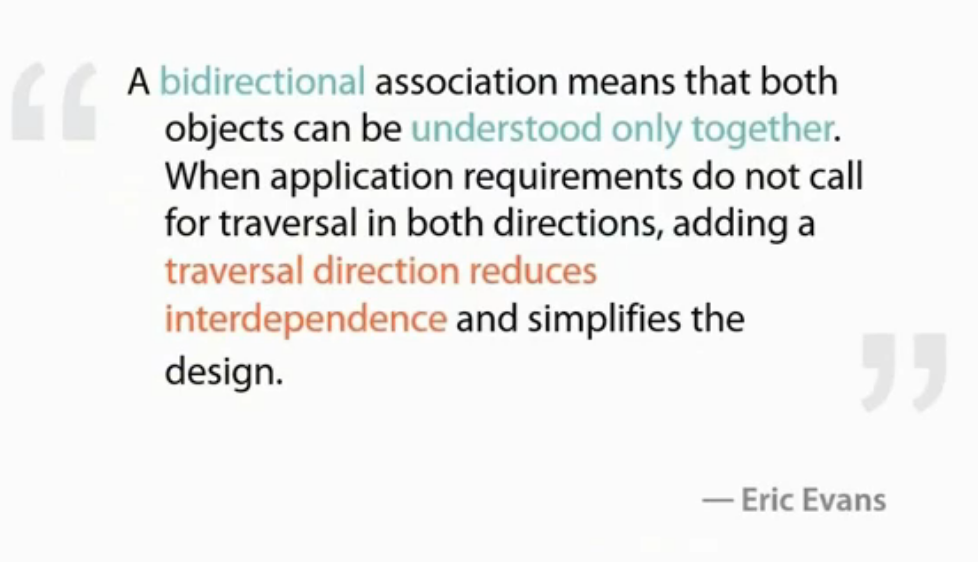 “
A bidirectional association means that both
objects can be understood only together.
When application requirements do not call
for traversal in both directions, adding a
traversal direction reduces
interdependence and simplifies the
design.
”
— Eric Evans